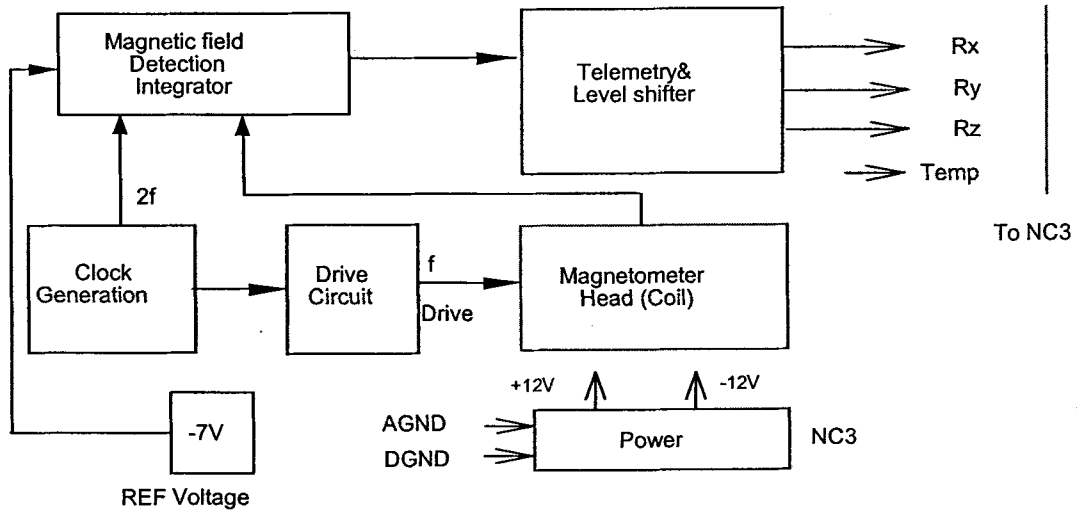 Magnetic field
Detection
Integrator
Telemetry&
Level shifter
Rx
Ry
Rz
Temp
To NC3
2f
Clock
Generation
Drive
Circuit
f
Drive
Magnetometer
Head (Coil)
+12V
-12V
AGND
DGND
Power
NC3
-7V
REF Voltage